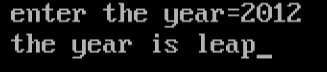 enter the year=2012
the year is leap_